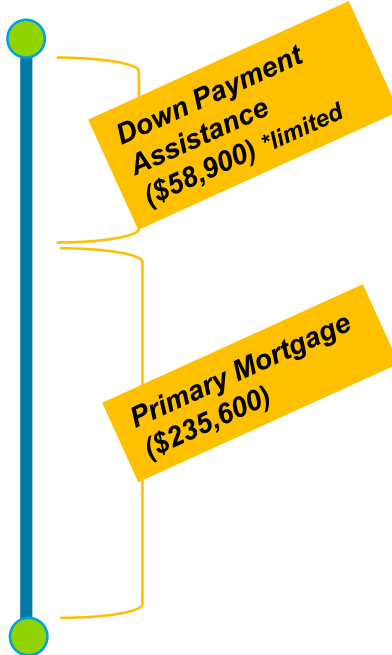 Down Payment
Assistance
($58,900) *limited
Primary Mortgage
($235,600)